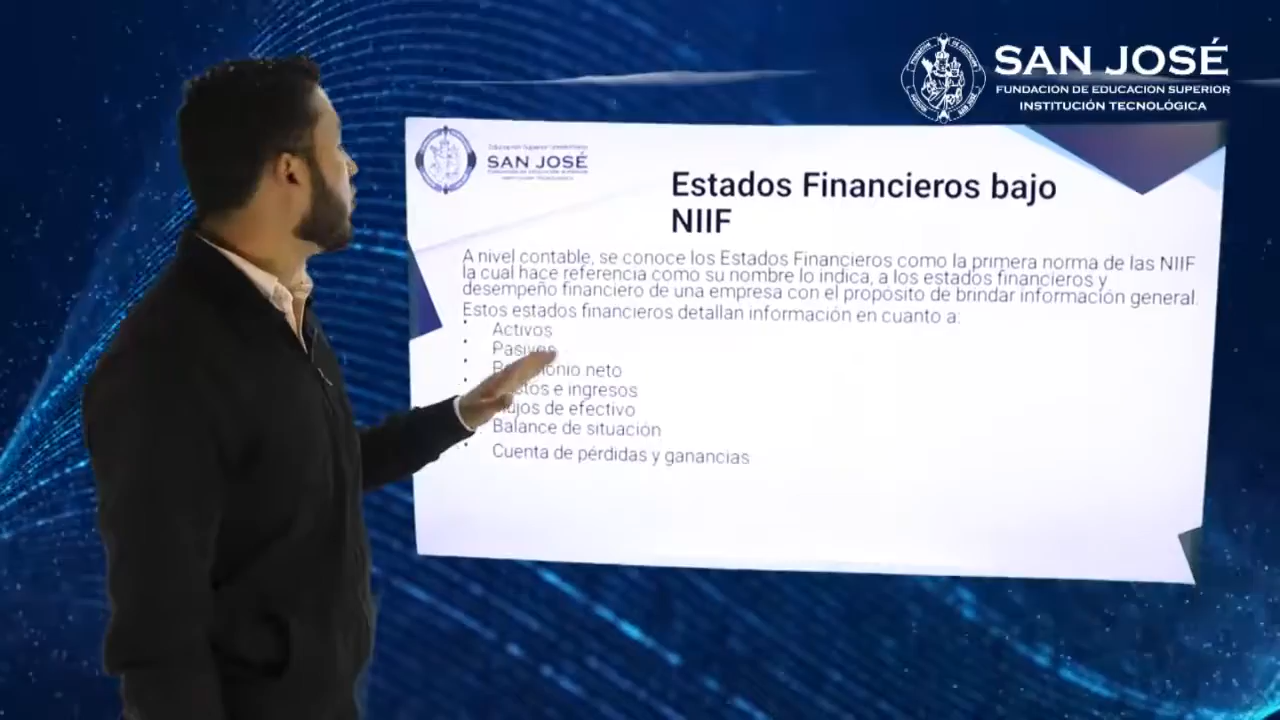 SAN JOSÉ
FUNDACION DE EDUCACION SUPERIOR
INSTITUCIÓN TECNOLÓGICA
SAN JOSÉ
Estados Financieros bajo
NIIF
A nivel contable, se conoce los Estados Financieros como la primera norma de las NIIF
la cual hace referencia como su nombre lo indica, a los estados financieros y
desempeño financiero de una empresa con el propósito de brindar información general.
Estos estados financieros detallan información en cuanto a:
Activos
Pasivos
neto
e ingresos
de efectivo
Balance de situación
Cuenta de pérdidas y ganancias